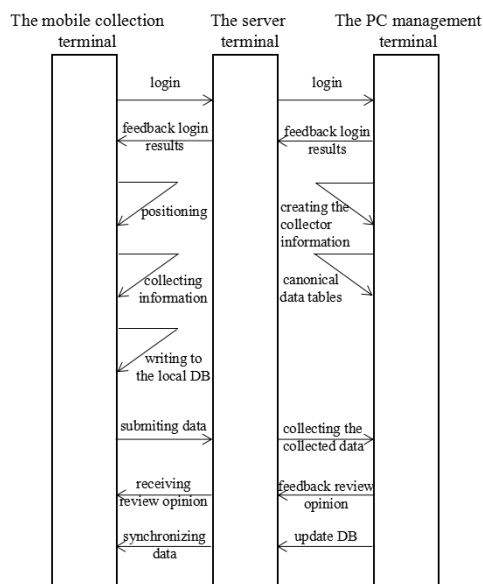 The mobile collection
terminal
The server
terminal
The PC management
terminal
login
login
feedback login
results
feedback login
results
positioning
creating the
collector
information
collecting
information
canonical
data tables
writing to
the local DB
submiting data
collecting the
collected data
receiving
review opinion
feedback review
opinion
synchronizing
data
update DB